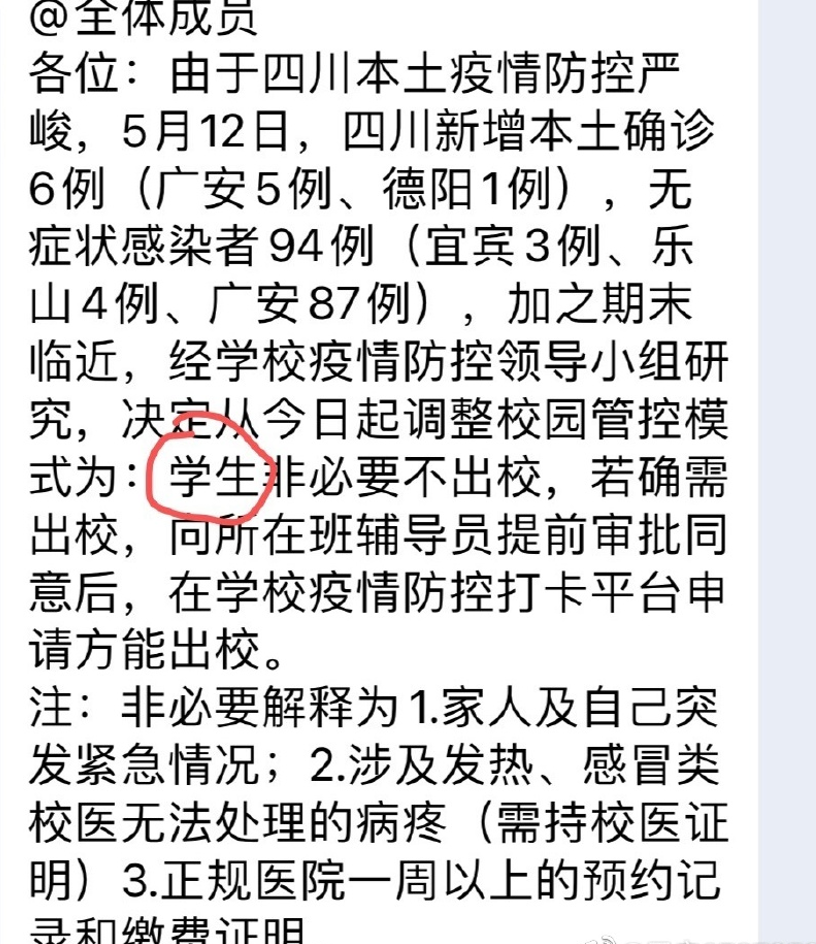 @全体成员
各位：由于四川本土疫情防控严
峻，5月12日，四川新增本土确诊
6例（广安5例、德阳1例），无
症状感染者94例（宜宾3例、乐
山4例、广安87例），加之期末
临近，经学校疫情防控领导小组研
究，决定从今日起调整校园管控模
式为：学生非必要不出校，若确需
出校，向所在班辅导员提前审批同
意后，在学校疫情防控打卡平台申
请方能出校。
注：非必要解释为1.家人及自己突
发紧急情况；2.涉及发热、感冒类
校医无法处理的病疼（需持校医证
明）3.正规医院一周以上的预约记
录和缴费证明